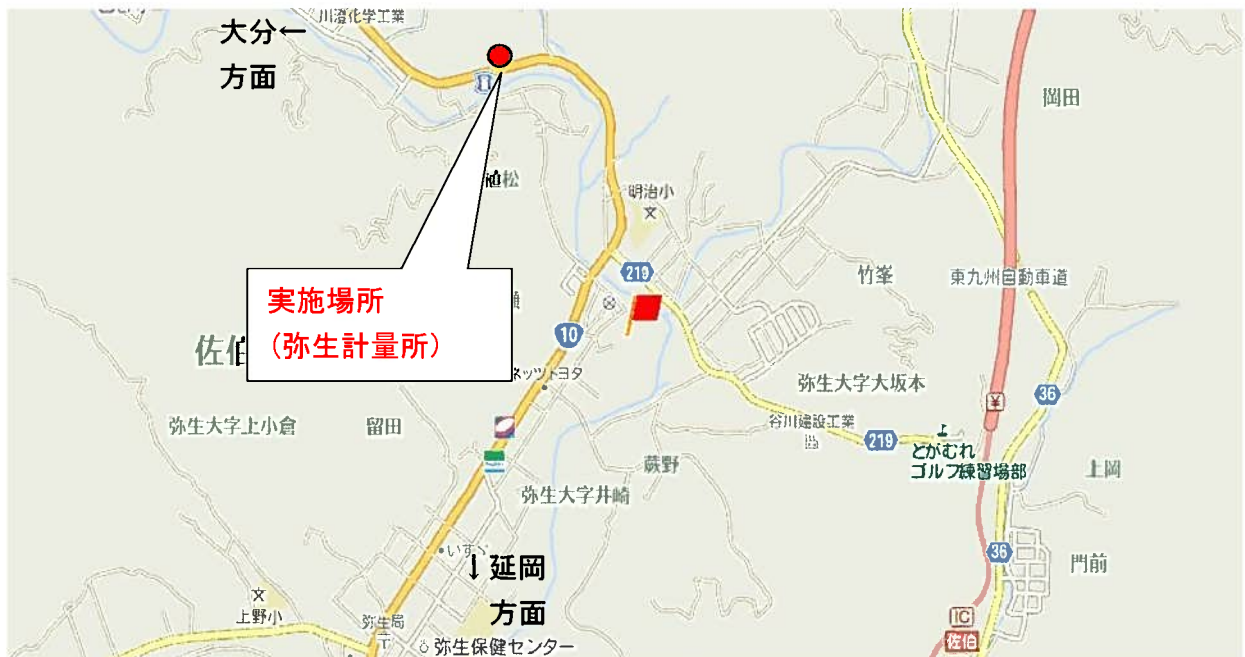 川澄化学工業
大分←
方面
岡田
植松
明治小
文
219
竹峯
東九州自動車道
実施場所
(弥生計量所)
10
佐伯
ネッツトヨタ
弥生大字大坂本
36
弥生大字上小倉
留田
谷川建設工業
219
とがむれ
ゴルフ練習場部
蕨野
上岡
弥生大字井崎
いすゞ
↓延岡
方面
36
門前
文
上野小
弥生局
〒
弥生保健センター
IC
佐伯